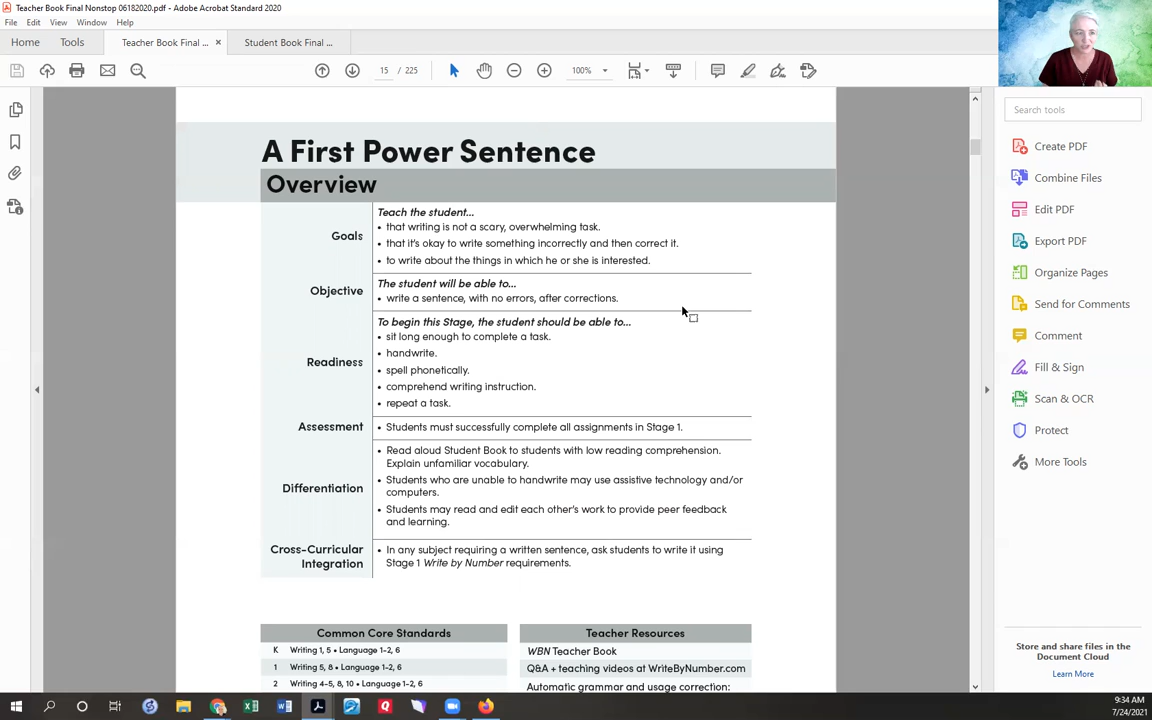 Teacher Book Final Nonstop 06182020.pdf - Adobe Acrobat Standard 2020
File Edit View Window Help
Home Tools Teacher Book Final ... × Student Book Final ...
15 / 225 100%
A First Power Sentence
Overview
Goals
Teach the student...
• that writing is not a scary, overwhelming task.
• that it's okay to write something incorrectly and then correct it.
• to write about the things in which he or she is interested.
Objective
The student will be able to...
• write a sentence, with no errors, after corrections.
Readiness
To begin this Stage, the student should be able to...
• sit long enough to complete a task.
• handwrite.
• spell phonetically.
• comprehend writing instruction.
• repeat a task.
Assessment
• Students must successfully complete all assignments in Stage 1.
Differentiation
• Read aloud Student Book to students with low reading comprehension.
Explain unfamiliar vocabulary.
• Students who are unable to handwrite may use assistive technology and/or
computers.
• Students may read and edit each other's work to provide peer feedback
and learning.
Cross-Curricular
Integration
• In any subject requiring a written sentence, ask students to write it using
Stage 1 Write by Number requirements.
Common Core Standards
K Writing 1, 5 • Language 1-2, 6
1 Writing 5, 8 • Language 1-2, 6
2 Writing 4-5, 8, 10 • Language 1-2, 6
Teacher Resources
WBN Teacher Book
Q&A + teaching videos at WriteByNumber.com
Automatic grammar and usage correction:
Search tools
Create PDF
Combine Files
Edit PDF
Export PDF
Organize Pages
Send for Comments
Comment
Fill & Sign
Scan & OCR
Protect
More Tools
Store and share files in the
Document Cloud
Learn More
9:34 AM
7/24/2021